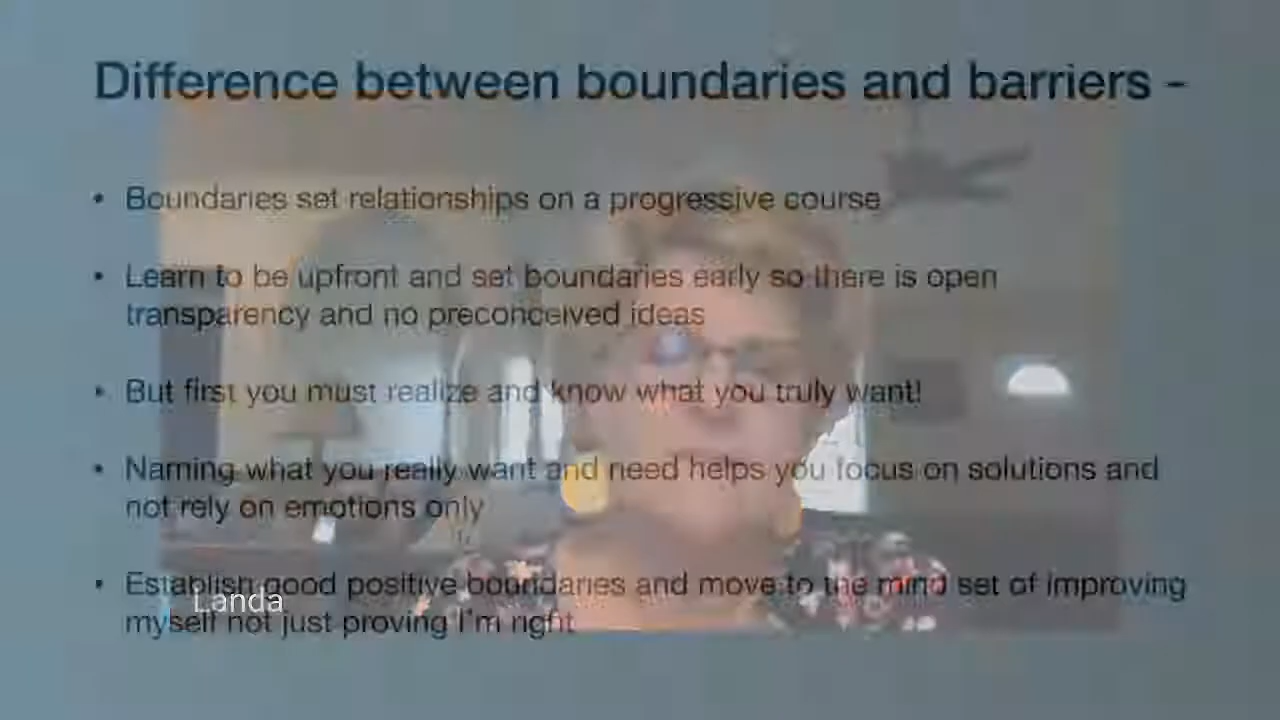 Difference between boundaries and barriers -
• Boundaries set relationships on a progressive course
• Learn to be upfront and set boundaries early so there is open
transparency and no preconceived ideas
• But first you must realize and know what you truly want!
• Naming what you really want and need helps you focus on solutions and
not rely on emotions only
• Establish good positive boundaries and move to the mind set of improving
myself not just proving I'm right
Landa